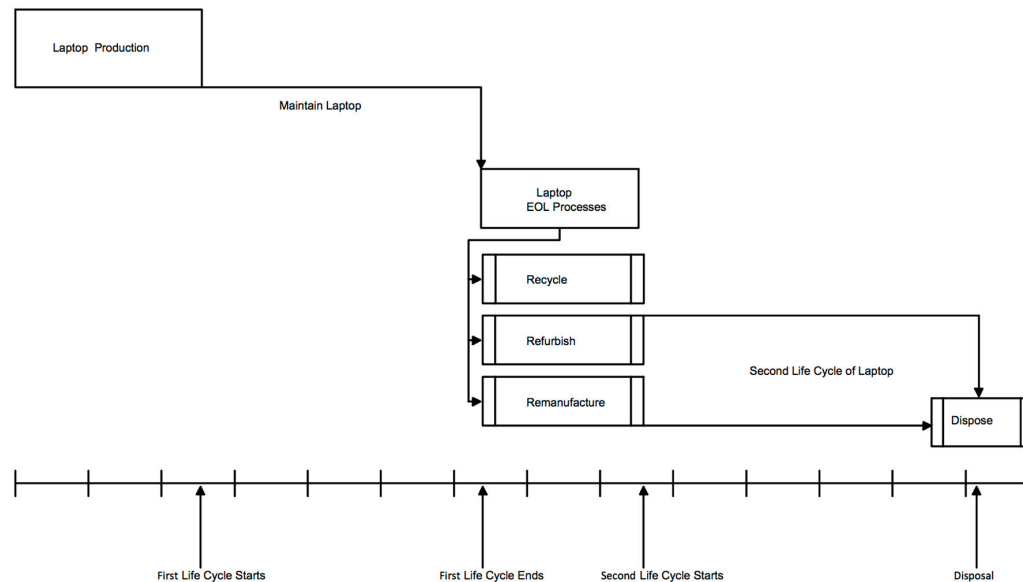 Laptop Production
Maintain Laptop
Laptop
EOL Processes
Recycle
Refurbish
Second Life Cycle of Laptop
Remanufacture
Dispose
First Life Cycle Starts
First Life Cycle Ends
Second Life Cycle Starts
Disposal